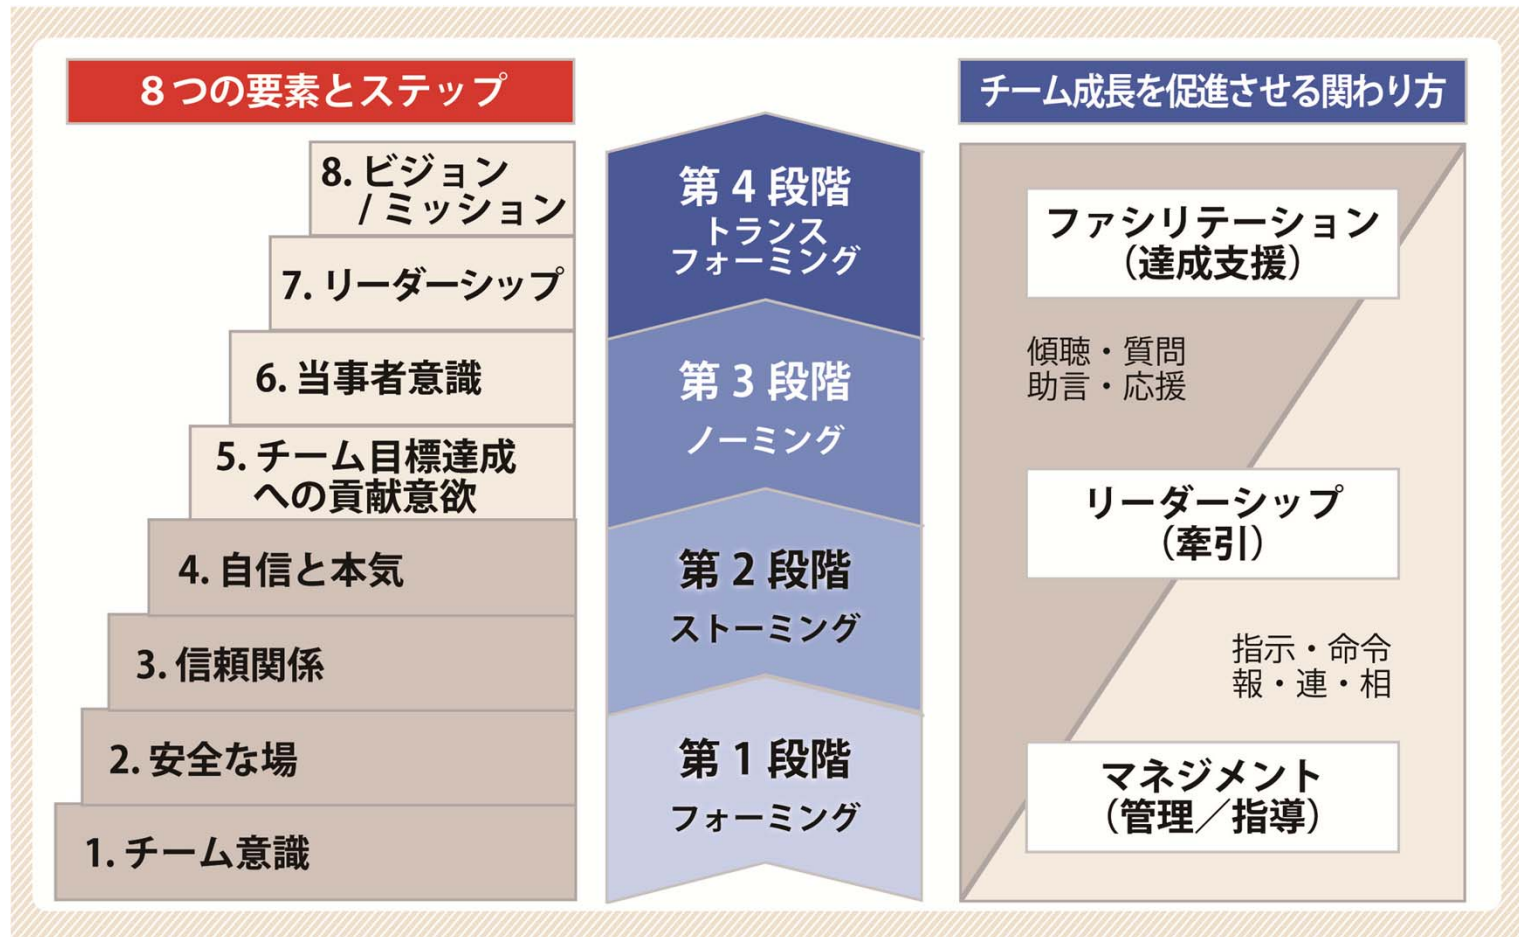 8つの要素とステップ
8. ビジョン
/ ミッション
7. リーダーシップ
6. 当事者意識
5. チーム目標達成
への貢献意欲
4. 自信と本気
3. 信頼関係
2. 安全な場
1. チーム意識
第 4 段階
トランス
フォーミング
第 3 段階
ノーミング
第 2 段階
ストーミング
第 1 段階
フォーミング
チーム成長を促進させる関わり方
ファシリテーション
（達成支援）
傾聴・質問
助言・応援
リーダーシップ
（牽引）
指示・命令
報・連・相
マネジメント
（管理／指導）